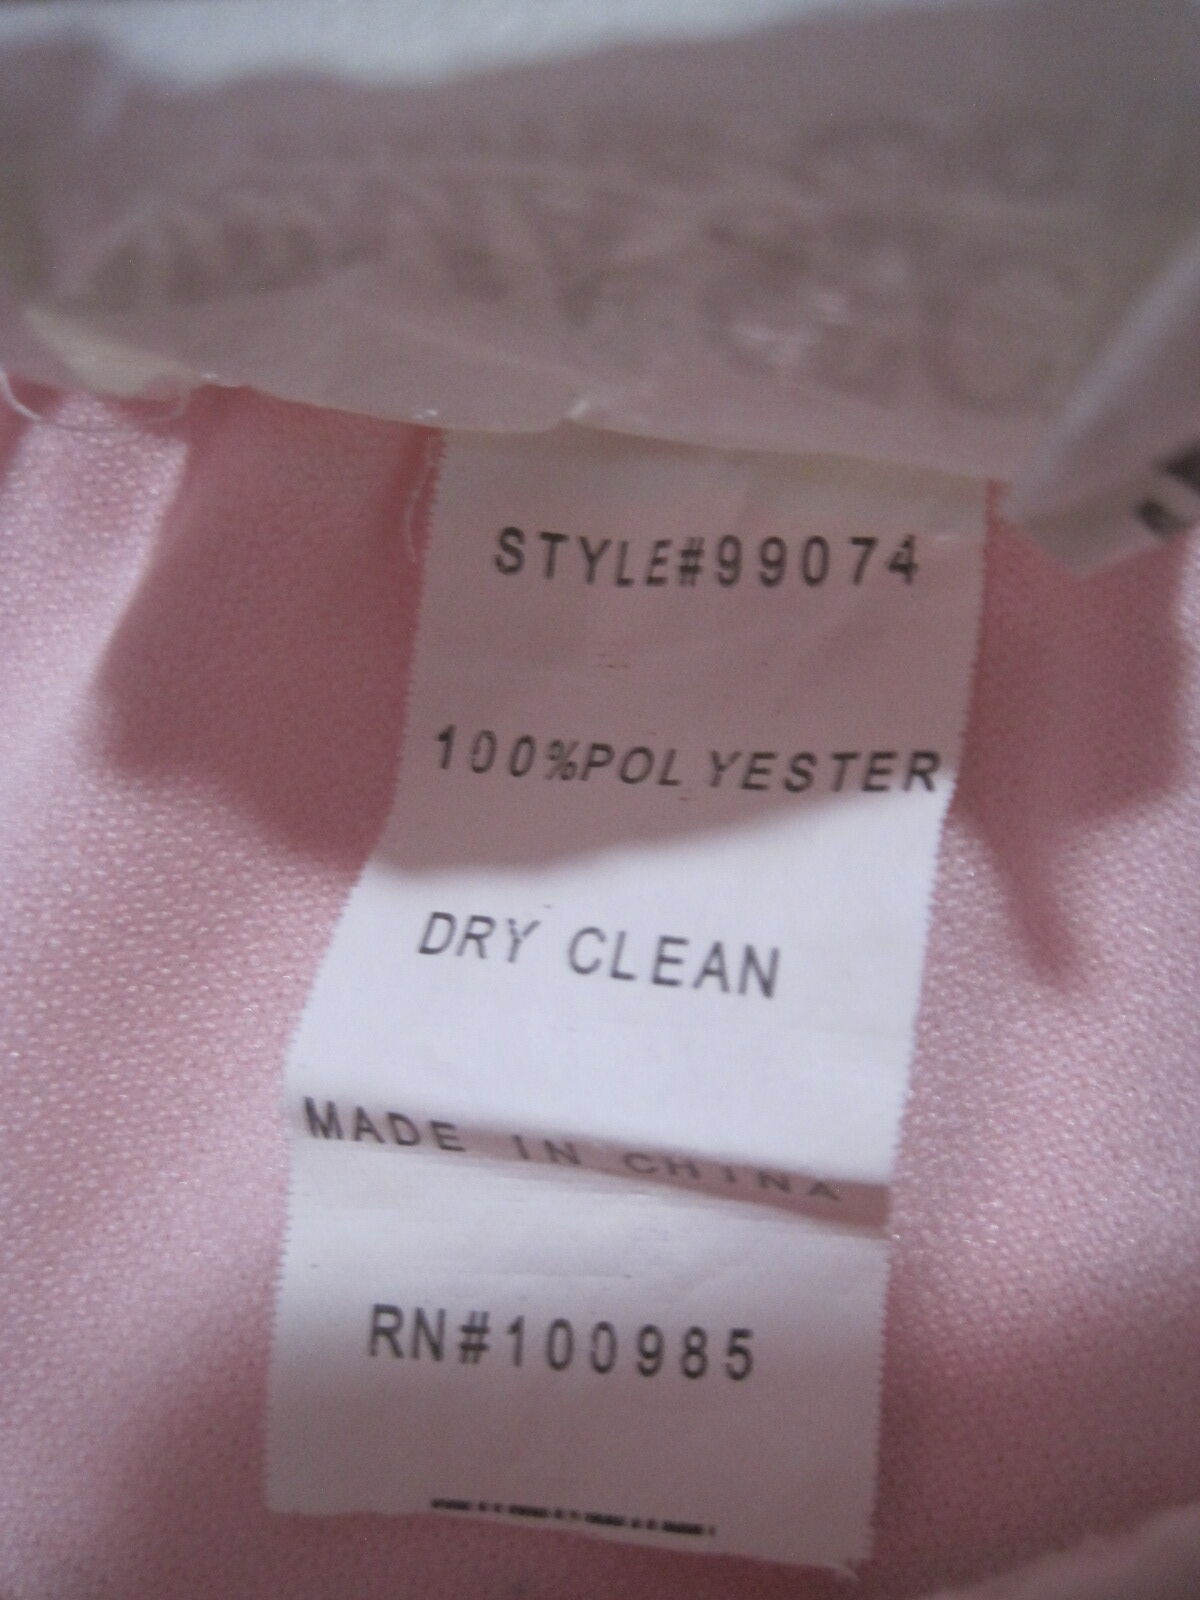 STYLE#99074
100%POLYESTER
DRY CLEAN
MADE IN CHINA
RN#100985